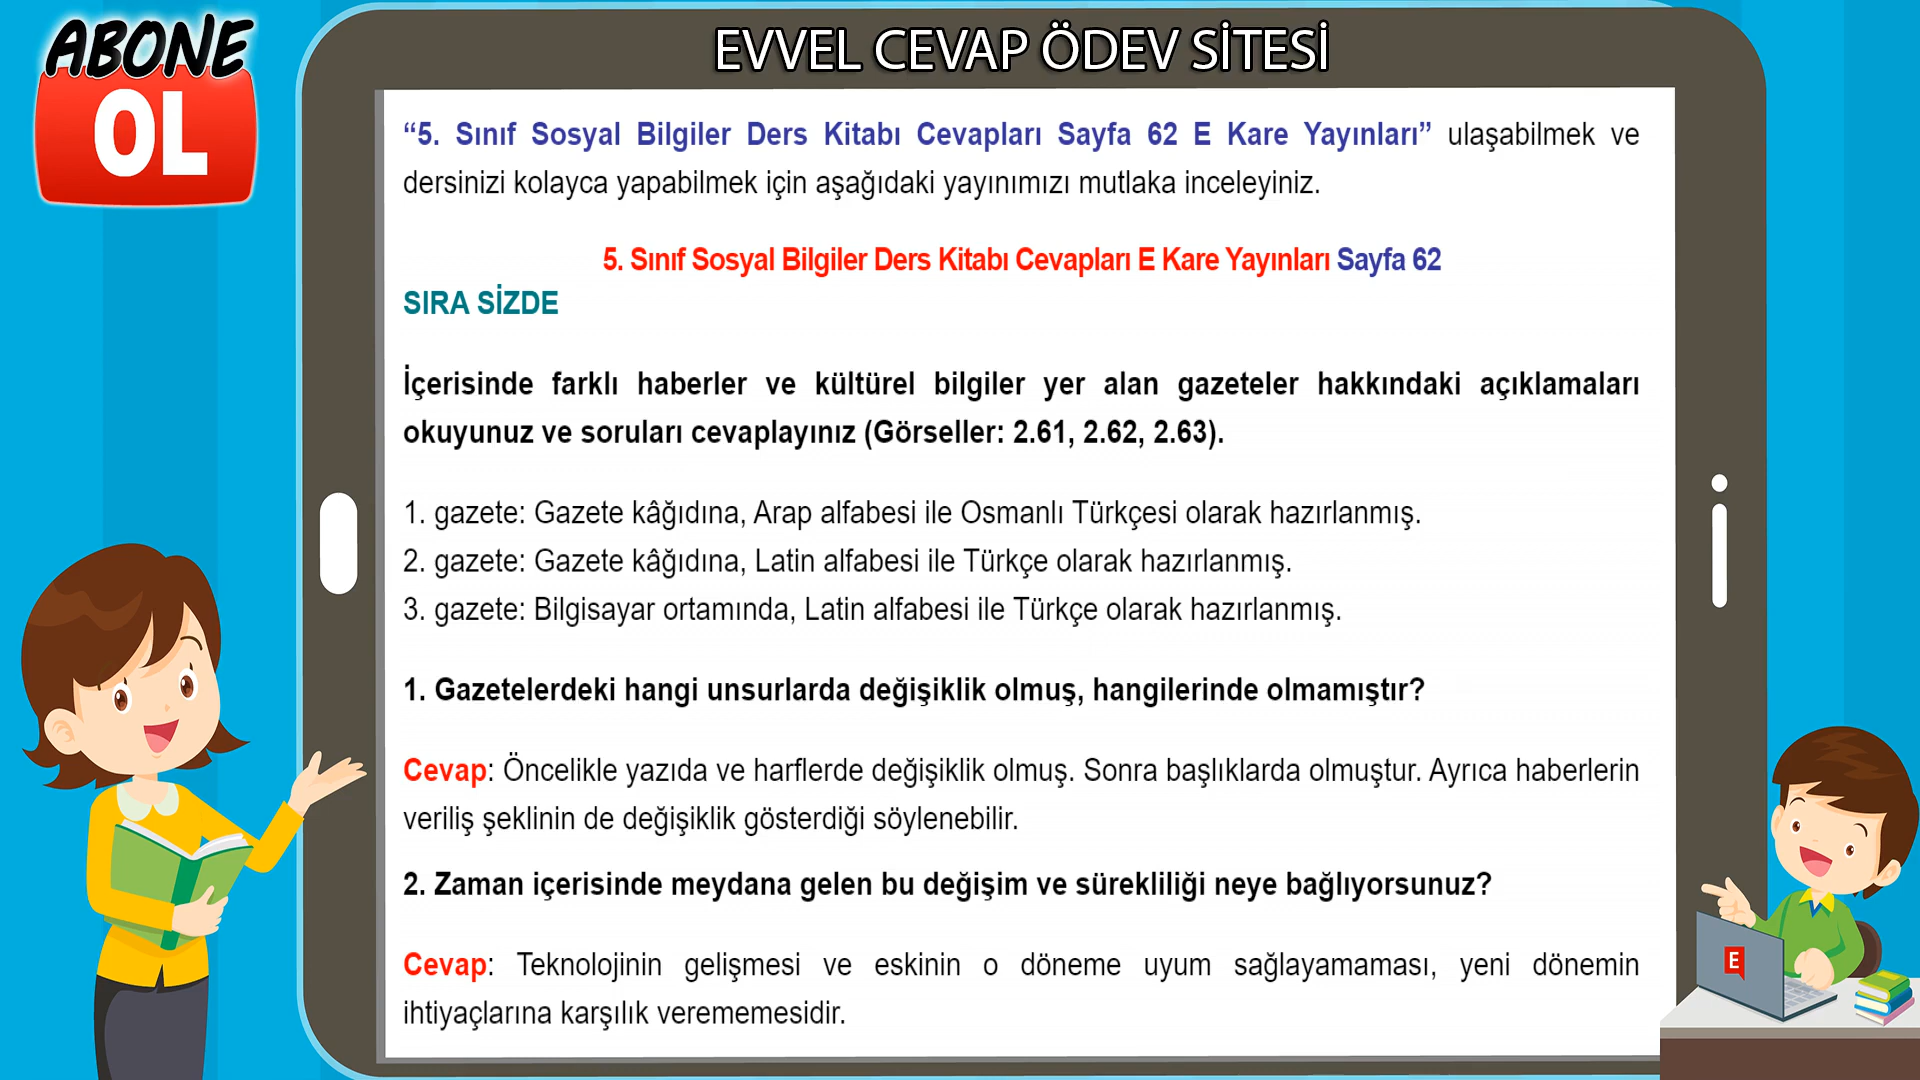 ABONE
OL
EVVEL CEVAP ÖDEV SİTESİ
“5. Sınıf Sosyal Bilgiler Ders Kitabı Cevapları Sayfa 62 E Kare Yayınları” ulaşabilmek ve
dersinizi kolayca yapabilmek için aşağıdaki yayınımızı mutlaka inceleyiniz.
5. Sınıf Sosyal Bilgiler Ders Kitabı Cevapları E Kare Yayınları Sayfa 62
SIRA SİZDE
İçerisinde farklı haberler ve kültürel bilgiler yer alan gazeteler hakkındaki açıklamaları
okuyunuz ve soruları cevaplayınız (Görseller: 2.61, 2.62, 2.63).
1. gazete: Gazete kâğıdına, Arap alfabesi ile Osmanlı Türkçesi olarak hazırlanmış.
2. gazete: Gazete kâğıdına, Latin alfabesi ile Türkçe olarak hazırlanmış.
3. gazete: Bilgisayar ortamında, Latin alfabesi ile Türkçe olarak hazırlanmış.
1. Gazetelerdeki hangi unsurlarda değişiklik olmuş, hangilerinde olmamıştır?
Cevap: Öncelikle yazıda ve harflerde değişiklik olmuş. Sonra başlıklarda olmuştur. Ayrıca haberlerin
veriliş şeklinin de değişiklik gösterdiği söylenebilir.
2. Zaman içerisinde meydana gelen bu değişim ve sürekliliği neye bağlıyorsunuz?
Cevap: Teknolojinin gelişmesi ve eskinin o döneme uyum sağlayamaması, yeni dönemin
ihtiyaçlarına karşılık verememesidir.
E